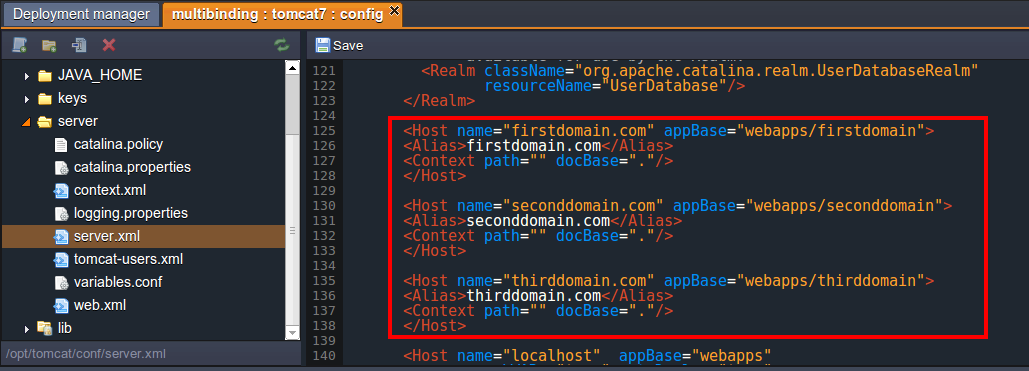 Deployment manager
multibinding : tomcat7 : config
Save
JAVA_HOME
keys
server
catalina.policy
catalina.properties
context.xml
logging.properties
server.xml
tomcat-users.xml
variables.conf
web.xml
lib
/opt/tomcat/conf/server.xml
121 <Realm className="org.apache.catalina.realm.UserDatabaseRealm"
122 resourceName="UserDatabase"/>
123 </Realm>
124
125 <Host name="firstdomain.com" appBase="webapps/firstdomain">
126 <Alias>firstdomain.com</Alias>
127 <Context path="" docBase="."/>
128 </Host>
129
130 <Host name="seconddomain.com" appBase="webapps/seconddomain">
131 <Alias>seconddomain.com</Alias>
132 <Context path="" docBase="."/>
133 </Host>
134
135 <Host name="thirddomain.com" appBase="webapps/thirddomain">
136 <Alias>thirddomain.com</Alias>
137 <Context path="" docBase="."/>
138 </Host>
139
140 <Host name="localhost" appBase="webapps"